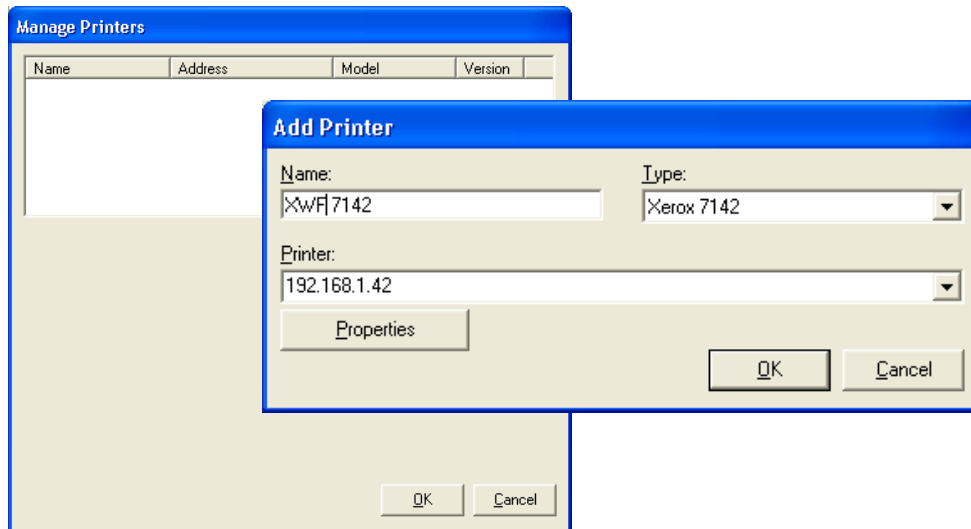 Manage Printers
Name Address Model Version
Add Printer
Name: Type:
XWF7142 Xerox 7142
Printer:
192.168.1.42
Properties
OK Cancel
OK Cancel